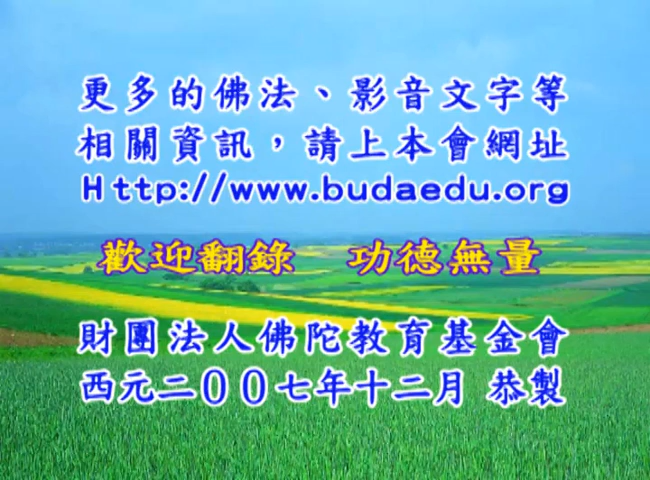 更多的佛法、影音文字等
相關資訊，請上本會網址
Http://www.budaedu.org
歡迎翻錄　功德無量
財團法人佛陀教育基金會
西元二００七年十二月 恭製